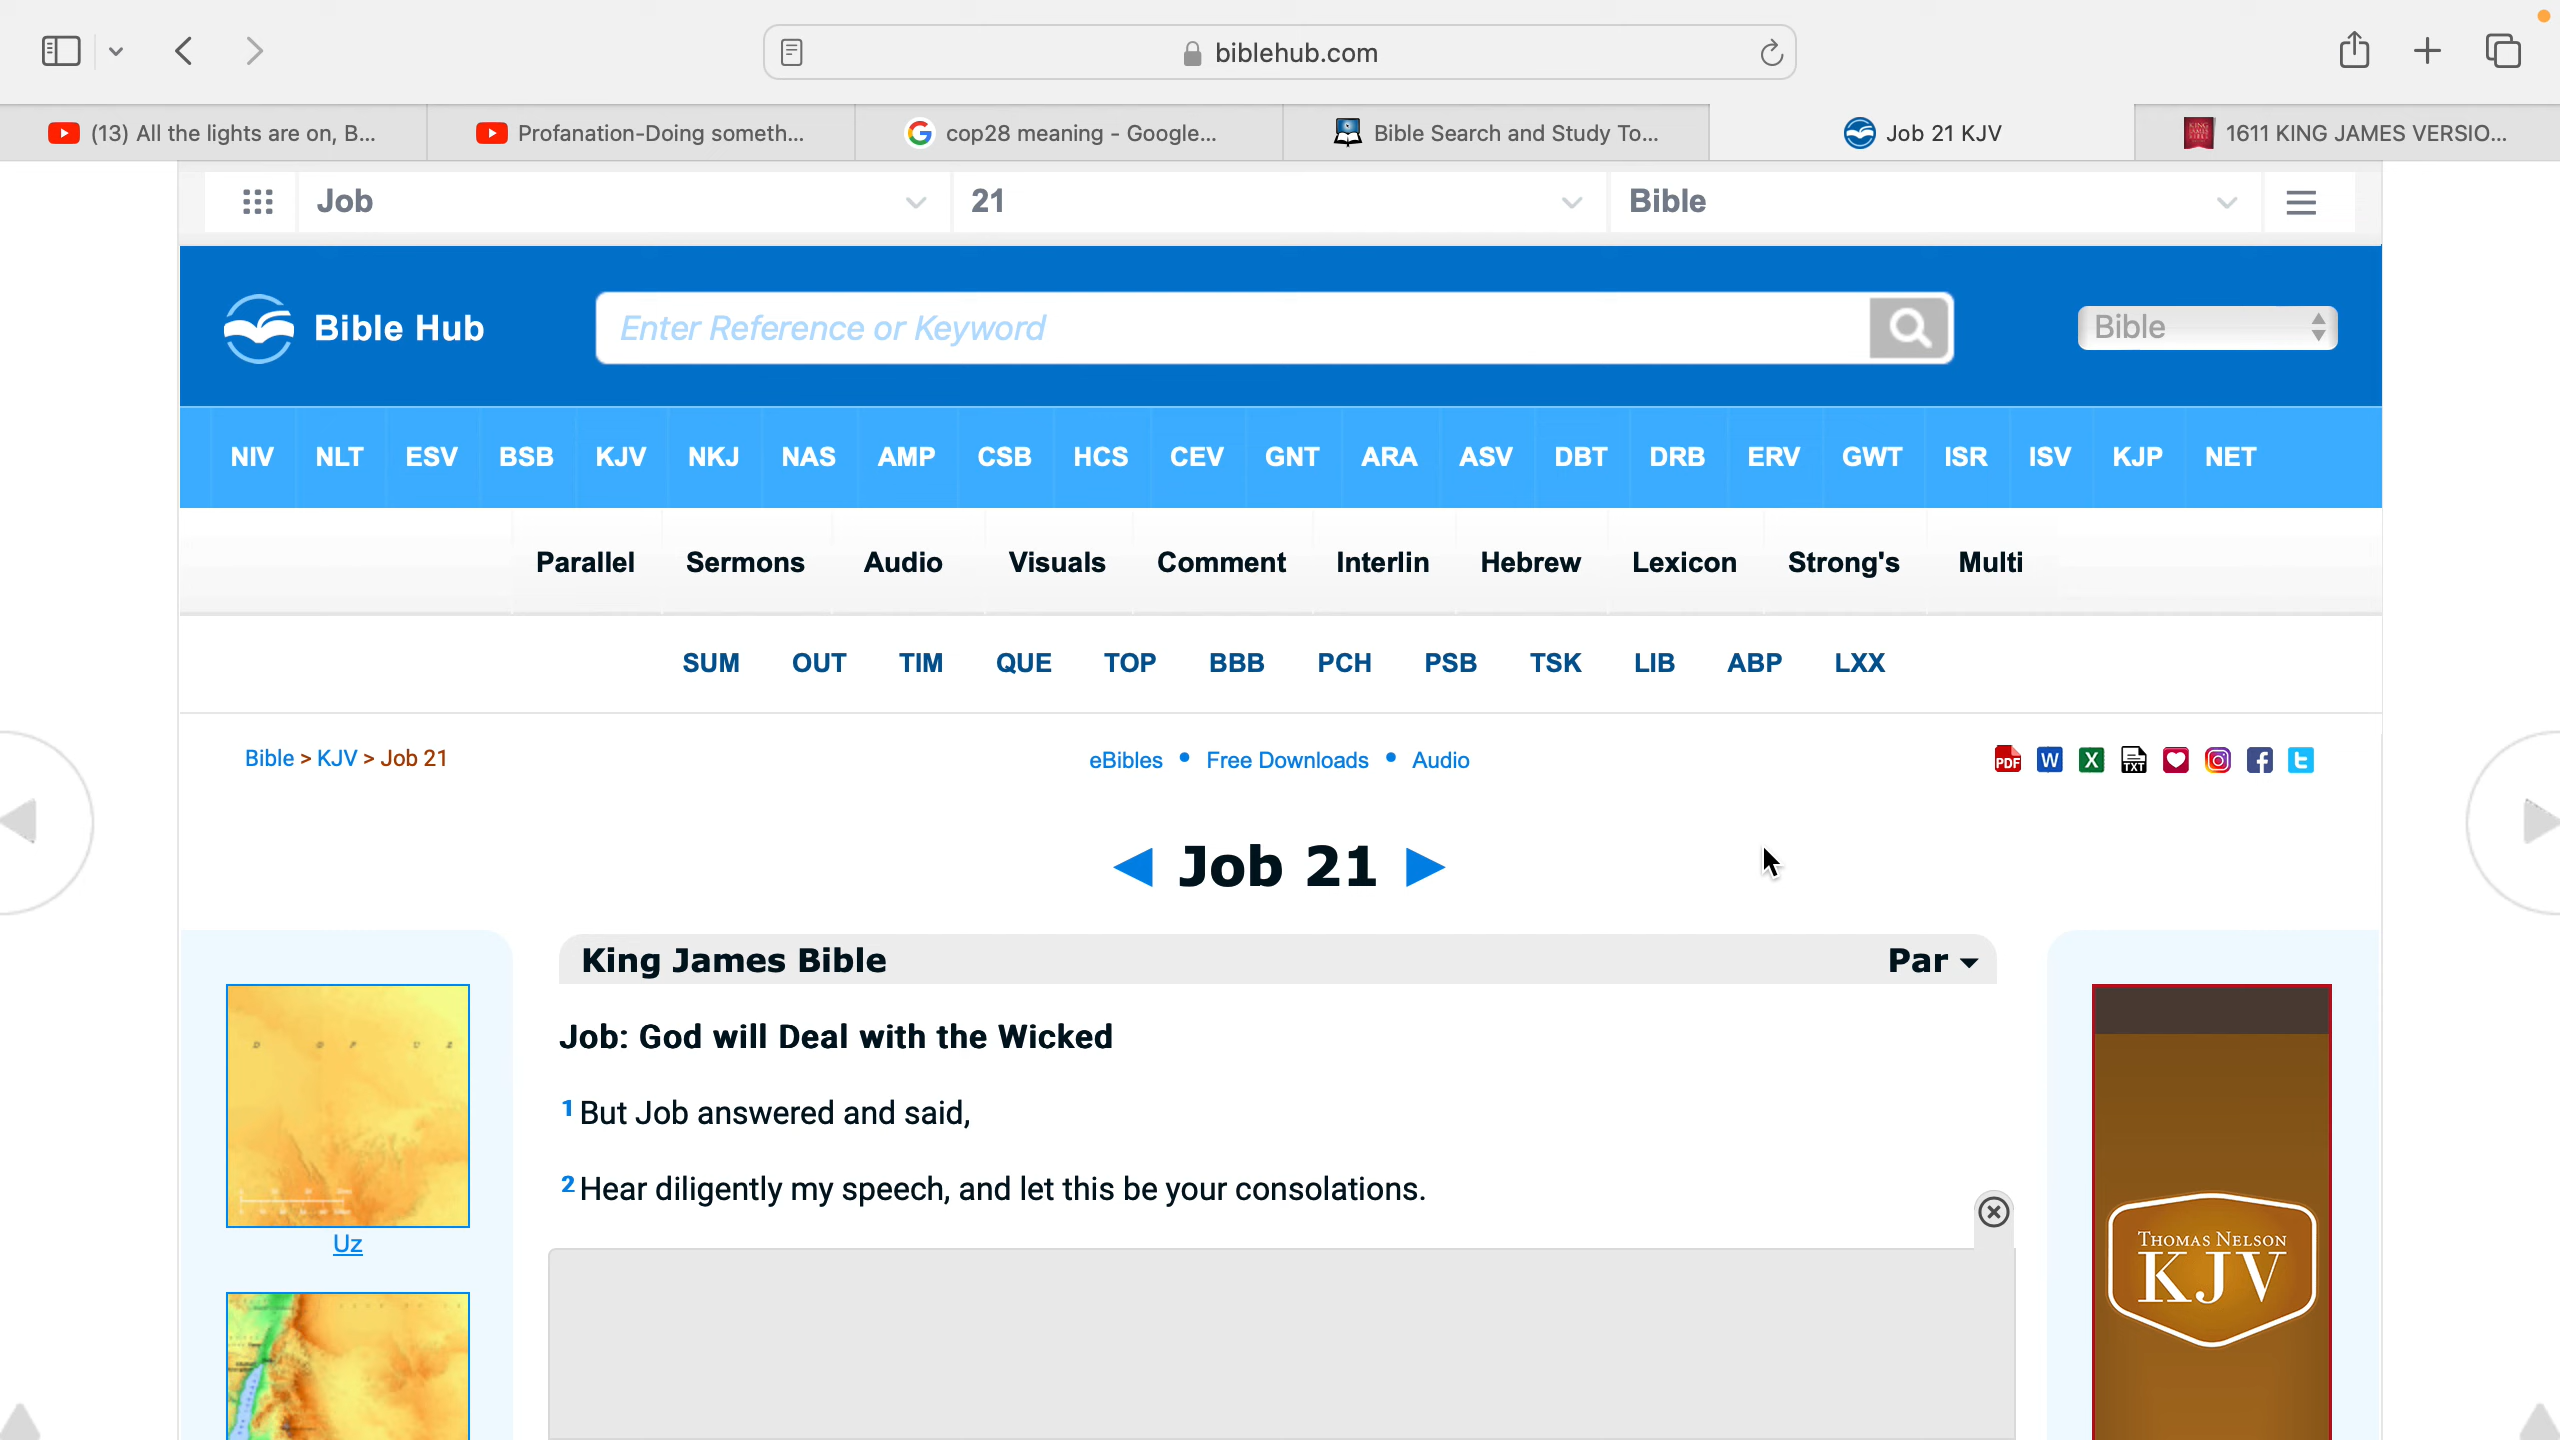 biblehub.com
(13) All the lights are on, B...
Profanation-Doing someth...
cop28 meaning - Google...
Bible Search and Study To...
Job 21 KJV
1611 KING JAMES VERSIO...
Job
21
Bible
Bible Hub
Enter Reference or Keyword
Bible
NIV NLT ESV BSB KJV NKJ NAS AMP CSB HCS CEV GNT ARA ASV DBT DRB ERV GWT ISR ISV KJP NET
Parallel Sermons Audio Visuals Comment Interlin Hebrew Lexicon Strong's Multi
SUM OUT TIM QUE TOP BBB PCH PSB TSK LIB ABP LXX
Bible > KJV > Job 21
eBibles • Free Downloads • Audio
PDF W X TXT
◄ Job 21 ►
King James Bible
Par
Job: God will Deal with the Wicked
1 But Job answered and said,
2 Hear diligently my speech, and let this be your consolations.
Uz
THOMAS NELSON
KJV